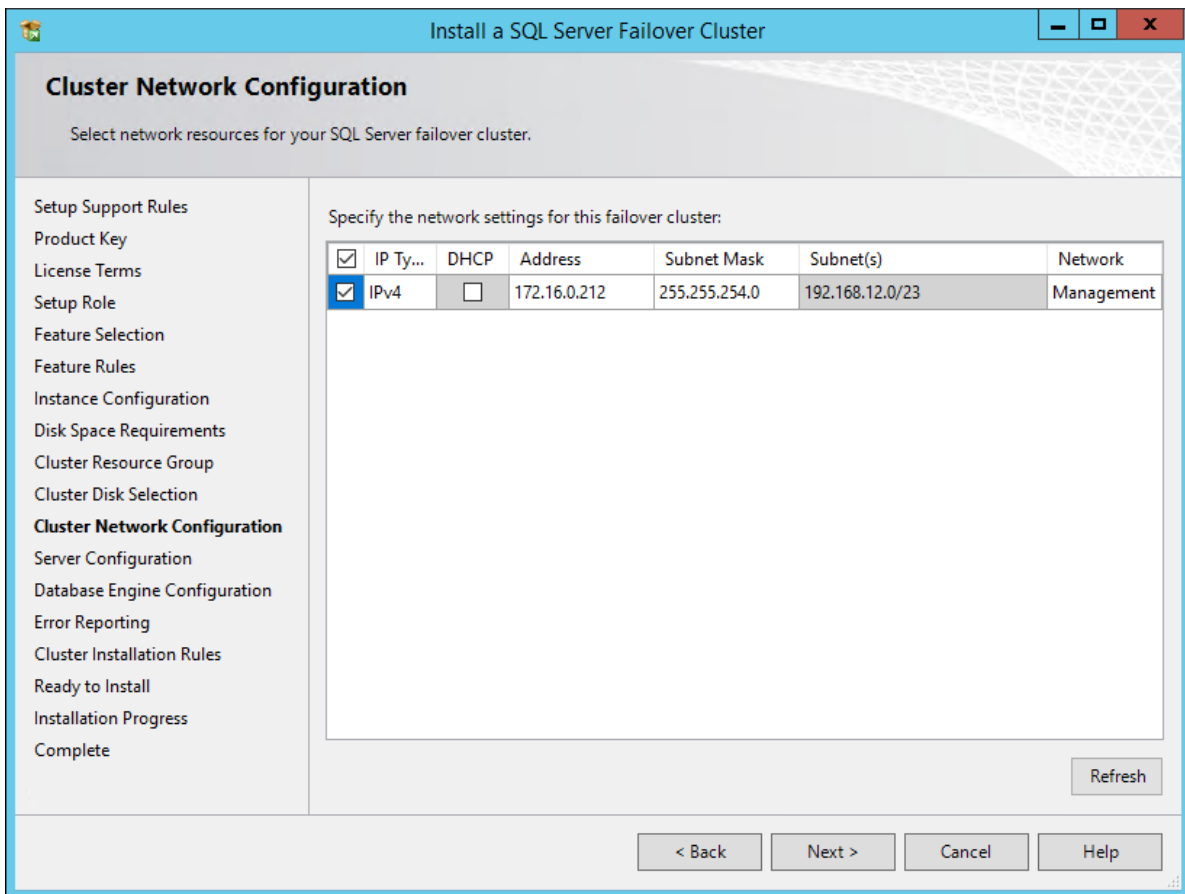 Install a SQL Server Failover Cluster
Cluster Network Configuration
Select network resources for your SQL Server failover cluster.
Setup Support Rules
Product Key
License Terms
Setup Role
Feature Selection
Feature Rules
Instance Configuration
Disk Space Requirements
Cluster Resource Group
Cluster Disk Selection
Cluster Network Configuration
Server Configuration
Database Engine Configuration
Error Reporting
Cluster Installation Rules
Ready to Install
Installation Progress
Complete
Specify the network settings for this failover cluster:
IP Ty... DHCP Address Subnet Mask Subnet(s) Network
IPv4 172.16.0.212 255.255.254.0 192.168.12.0/23 Management
Refresh
< Back Next > Cancel Help